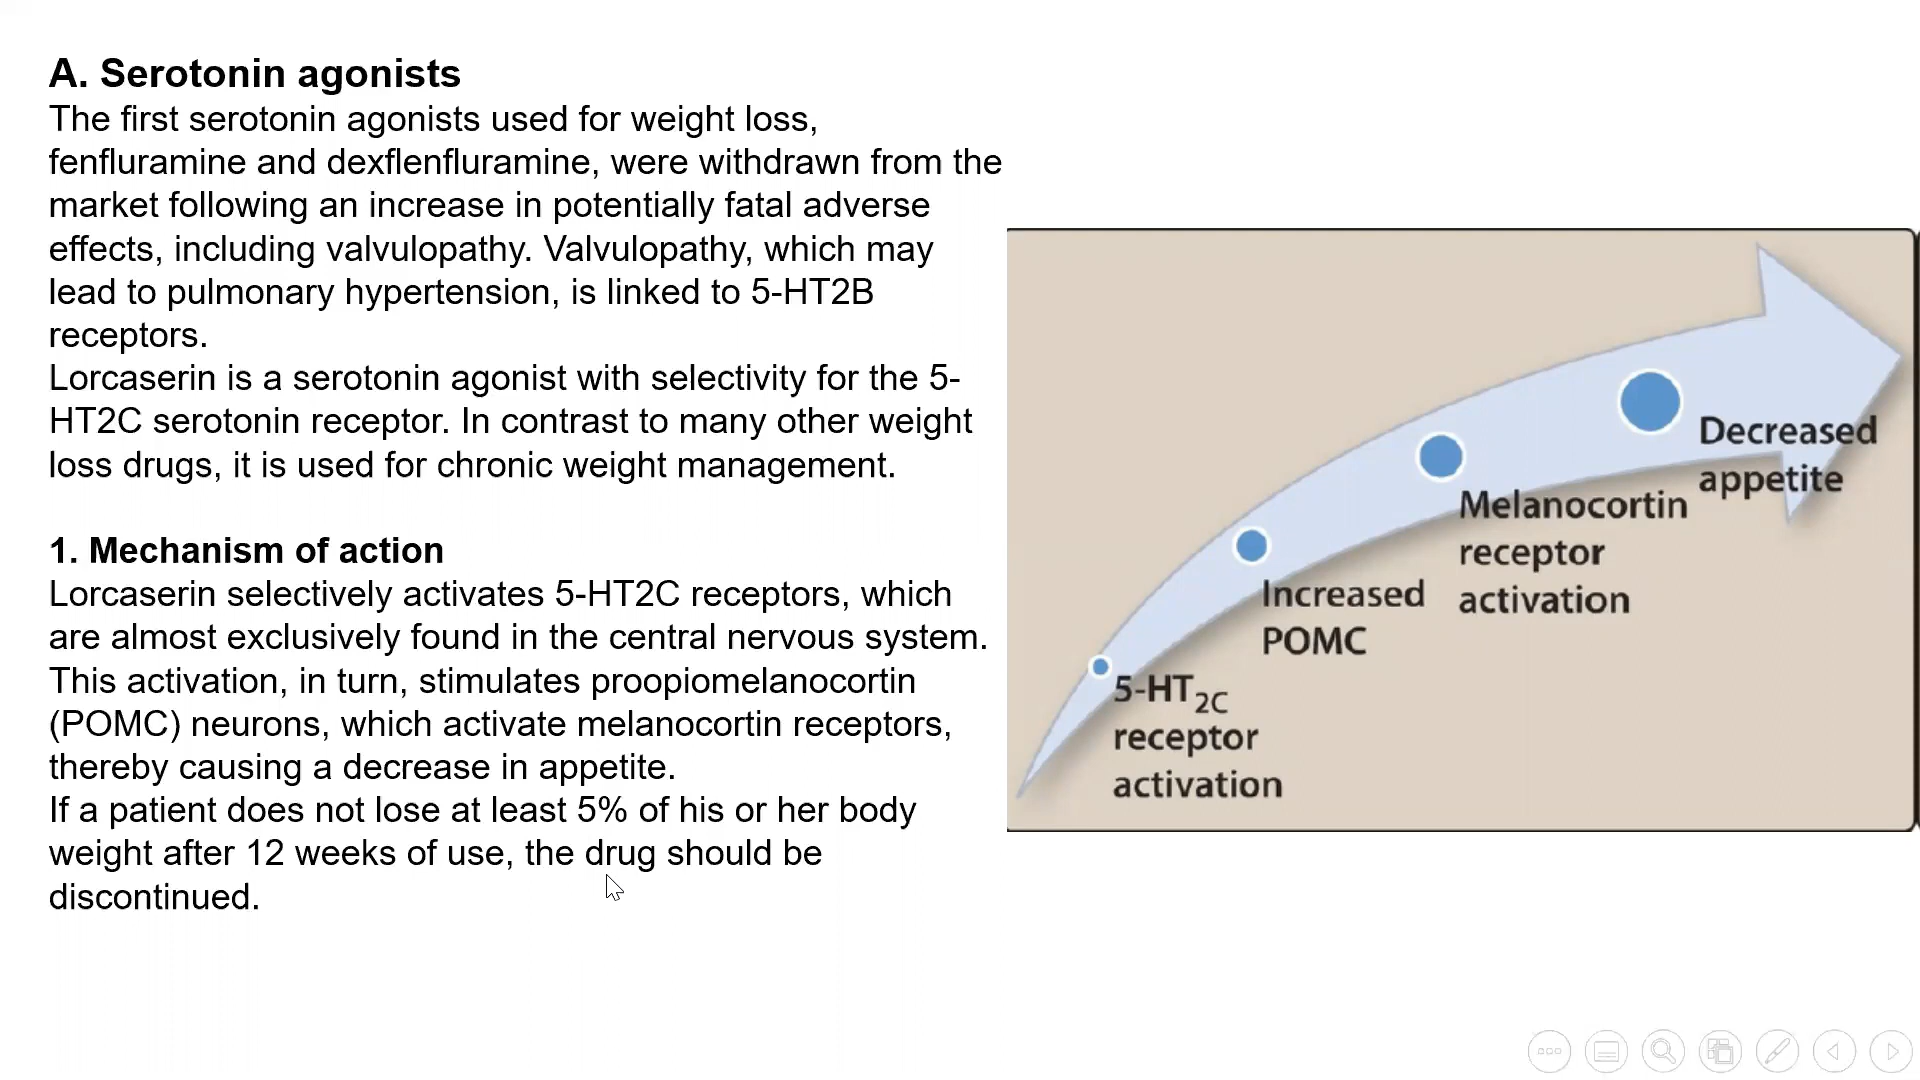 A. Serotonin agonists
The first serotonin agonists used for weight loss,
fenfluramine and dexflenfluramine, were withdrawn from the
market following an increase in potentially fatal adverse
effects, including valvulopathy. Valvulopathy, which may
lead to pulmonary hypertension, is linked to 5-HT2B
receptors.
Lorcaserin is a serotonin agonist with selectivity for the 5-
HT2C serotonin receptor. In contrast to many other weight
loss drugs, it is used for chronic weight management.
1. Mechanism of action
Lorcaserin selectively activates 5-HT2C receptors, which
are almost exclusively found in the central nervous system.
This activation, in turn, stimulates proopiomelanocortin
(POMC) neurons, which activate melanocortin receptors,
thereby causing a decrease in appetite.
If a patient does not lose at least 5% of his or her body
weight after 12 weeks of use, the drug should be
discontinued.
5-HT2C
receptor
activation
Increased
POMC
Melanocortin
receptor
activation
Decreased
appetite